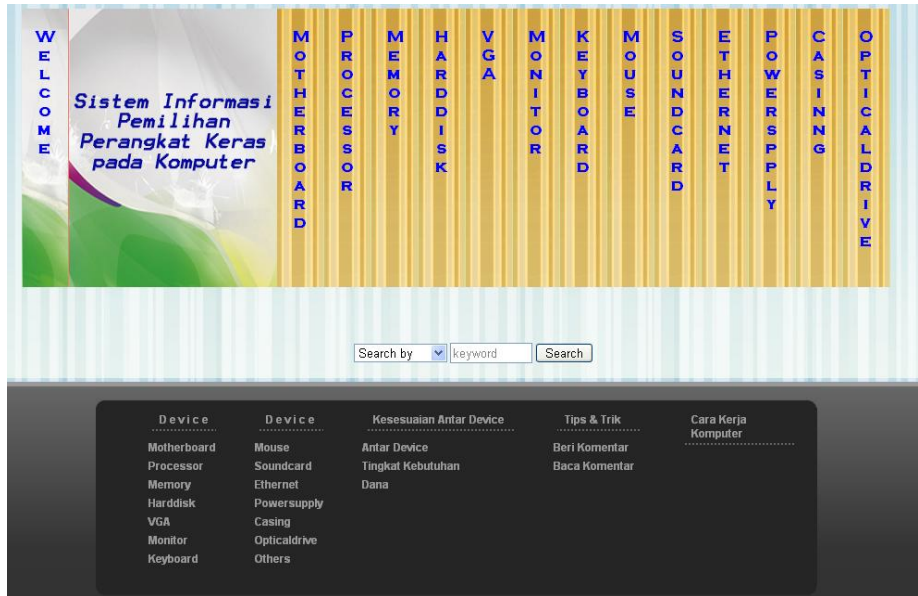 WELCOME
Sistem Informasi
Pemilihan
Perangkat Keras
pada Komputer
MOTHERBOARD
PROCESSOR
MEMORY
HARDDISK
VGA
MONITOR
KEYBOARD
MOUSE
SOUNDCARD
ETHERNET
POWERSPPLY
CASINNG
OPTICALDRIVE
Search by keyword Search
Device
Motherboard
Processor
Memory
Harddisk
VGA
Monitor
Keyboard
Device
Mouse
Soundcard
Ethernet
Powersupply
Casing
Opticaldrive
Others
Kesesuaian Antar Device
Antar Device
Tingkat Kebutuhan
Dana
Tips & Trik
Beri Komentar
Baca Komentar
Cara Kerja
Komputer